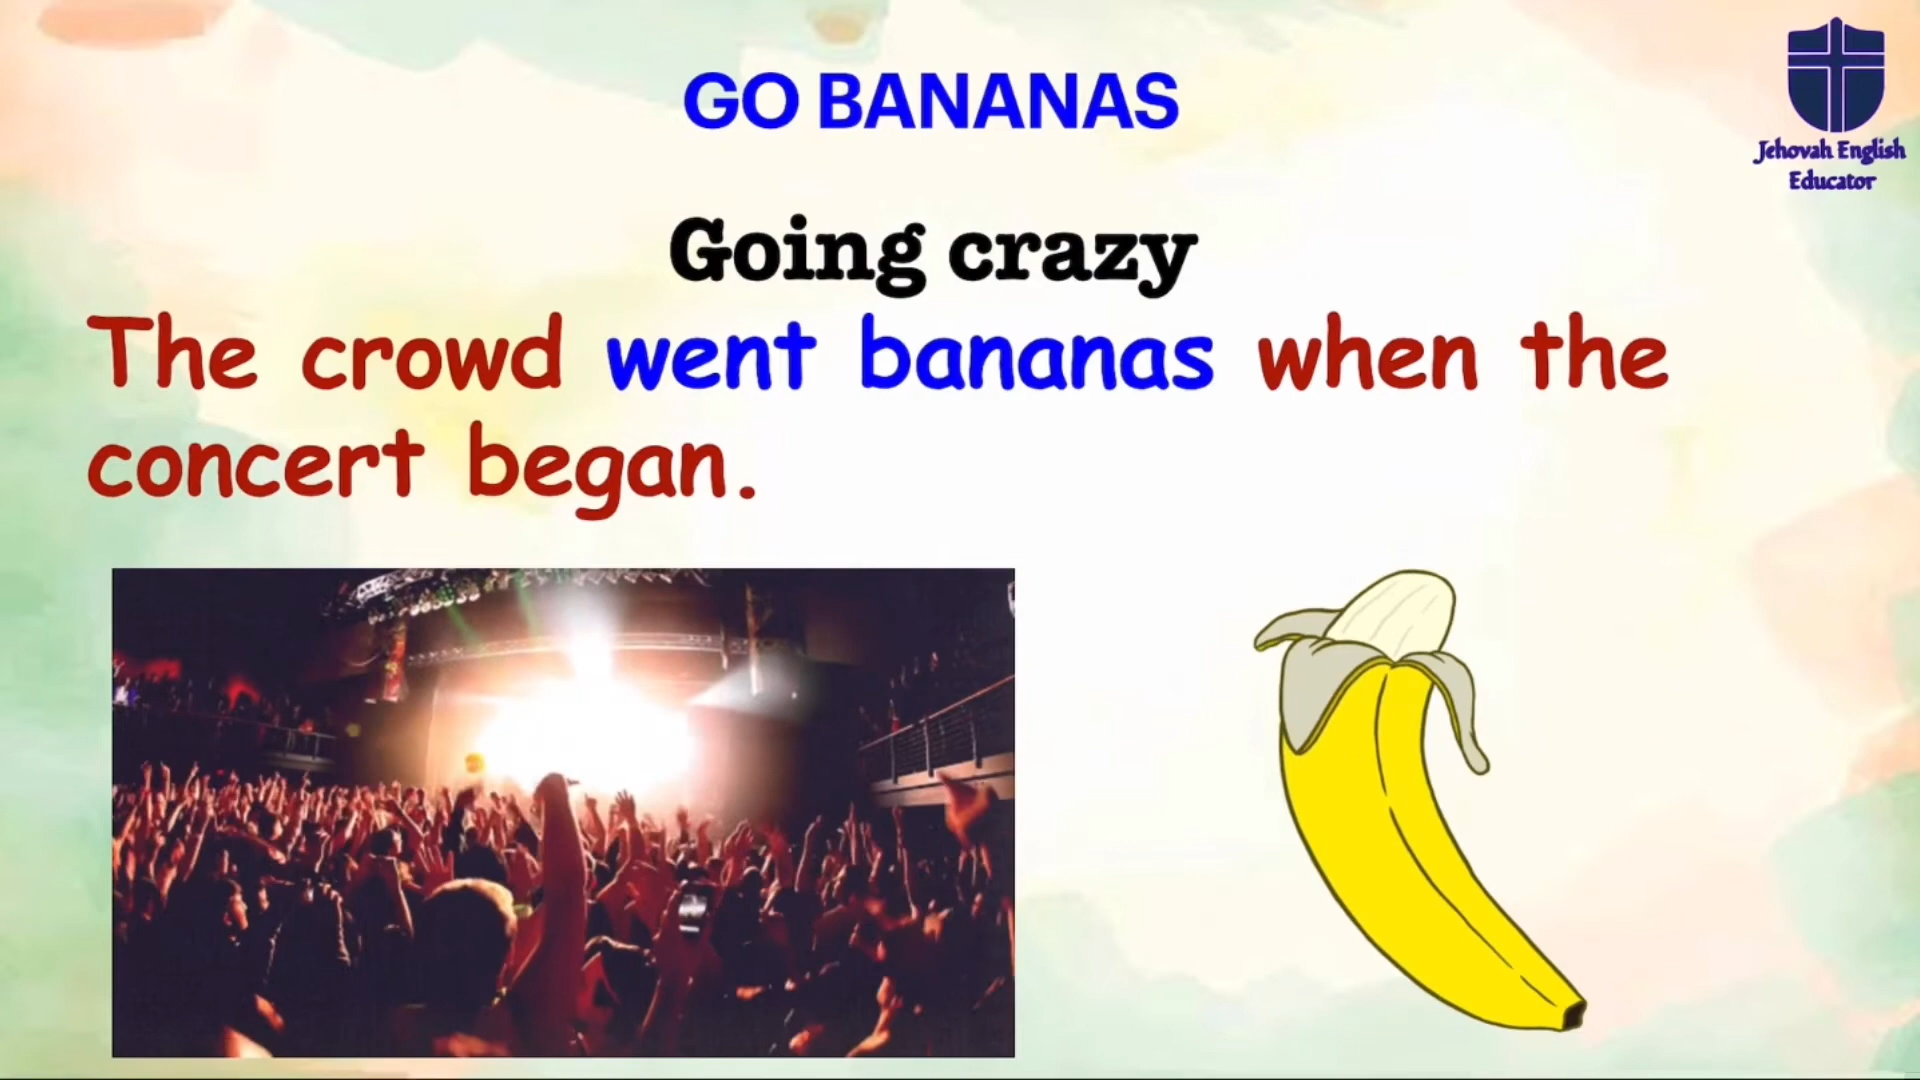 GO BANANAS
Jehovah English
Educator
Going crazy
The crowd went bananas when the
concert began.